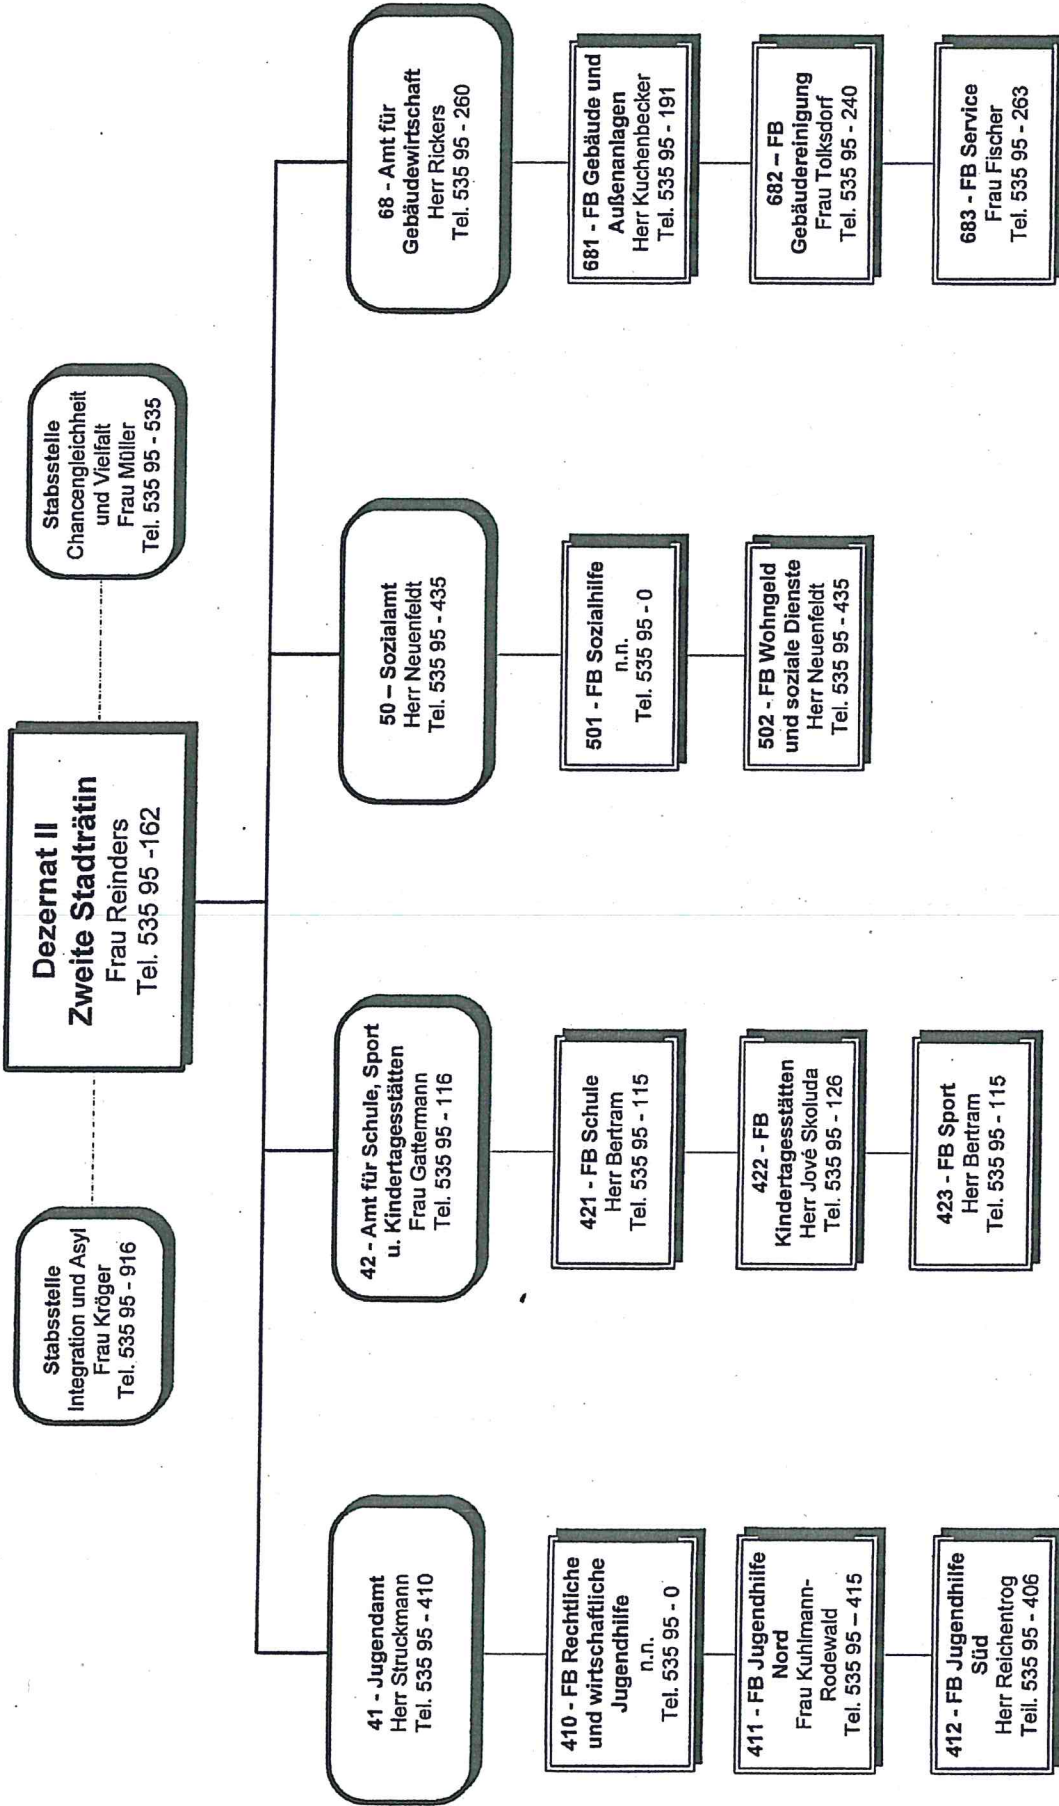 Dezernat II
Zweite Stadträtin
Frau Reinders
Tel. 535 95 -162
Stabsstelle
Integration und Asyl
Frau Kröger
Tel. 535 95 - 916
Stabsstelle
Chancengleichheit
und Vielfalt
Frau Müller
Tel. 535 95 - 535
41 - Jugendamt
Herr Struckmann
Tel. 535 95 - 410
410 - FB Rechtliche
und wirtschaftliche
Jugendhilfe
n.n.
Tel. 535 95 - 0
411 - FB Jugendhilfe
Nord
Frau Kuhlmann-
Rodewald
Tel. 535 95 – 415
412 - FB Jugendhilfe
Süd
Herr Reichentrog
Teil. 535 95 - 406
42 - Amt für Schule, Sport
u. Kindertagesstätten
Frau Gattermann
Tel. 535 95 - 116
421 - FB Schule
Herr Bertram
Tel. 535 95 - 115
422 - FB
Kindertagesstätten
Herr Jové Skoluda
Tel. 535 95 - 126
423 - FB Sport
Herr Bertram
Tel. 535 95 - 115
50 – Sozialamt
Herr Neuenfeldt
Tel. 535 95 - 435
501 - FB Sozialhilfe
n.n.
Tel. 535 95 - 0
502 - FB Wohngeld
und soziale Dienste
Herr Neuenfeldt
Tel. 535 95 - 435
68 - Amt für
Gebäudewirtschaft
Herr Rickers
Tel. 535 95 - 260
681 - FB Gebäude und
Außenanlagen
Herr Kuchenbecker
Tel. 535 95 - 191
682 – FB
Gebäudereinigung
Frau Tolksdorf
Tel. 535 95 - 240
683 - FB Service
Frau Fischer
Tel. 535 95 - 263